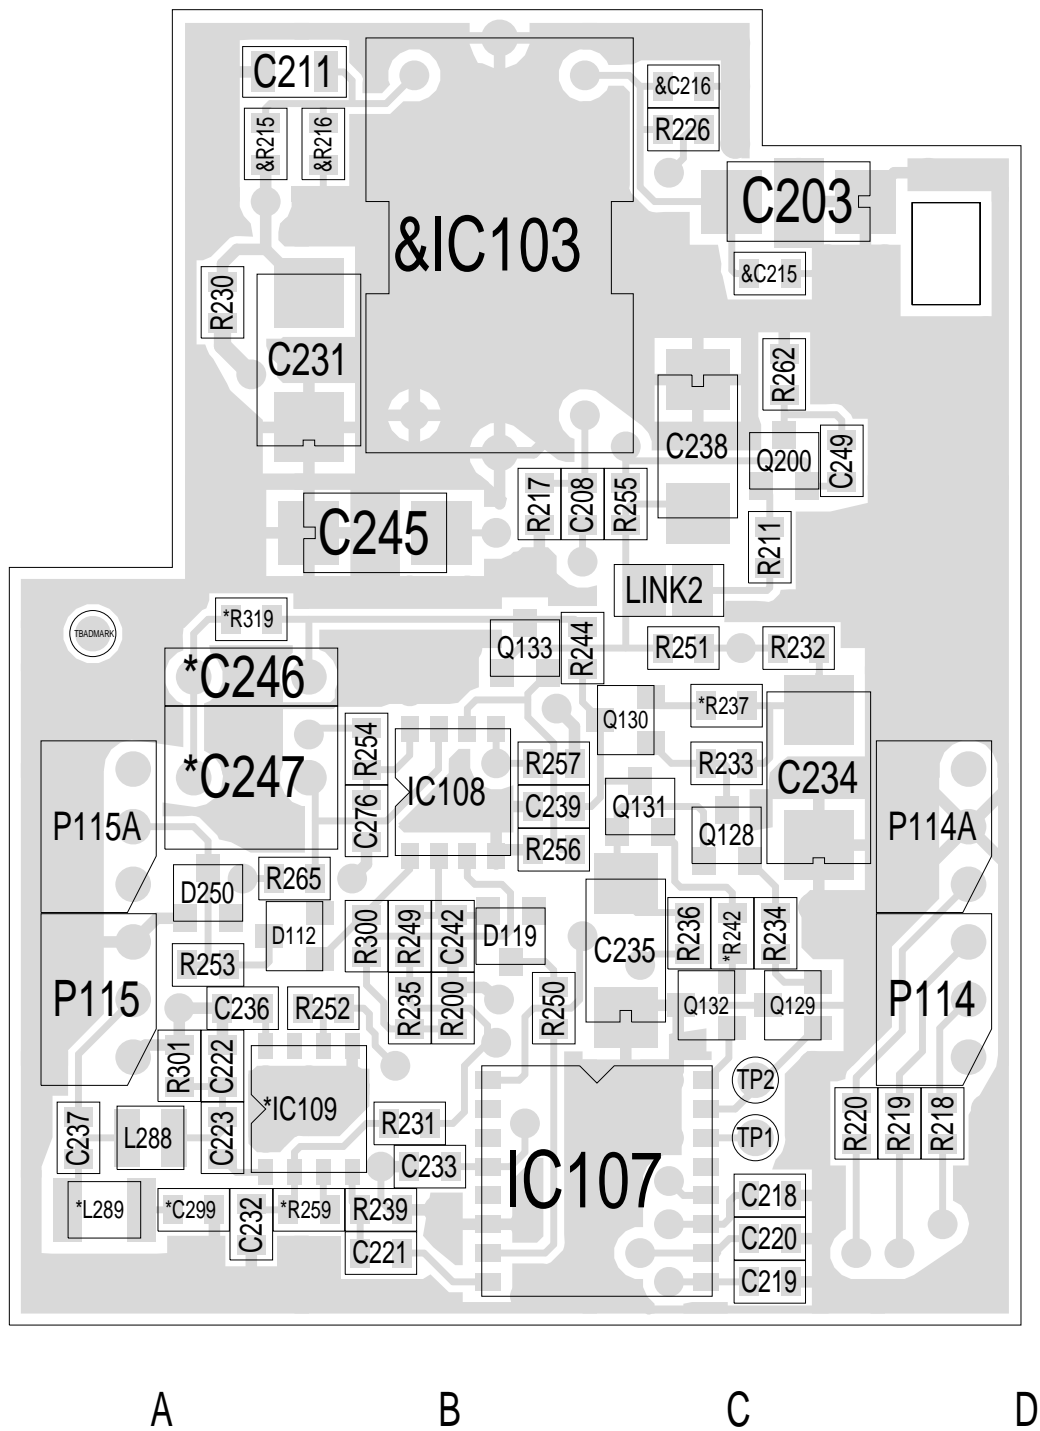 C211
&C216
R226
&R215
&R216
C203
&IC103
&C215
R230
C231
R262
C238
Q200
C249
R217
C208
R255
C245
R211
LINK2
TBADMARK
*R319
Q133
R244
R251
R232
*C246
*R237
Q130
R254
*C247
IC108
R257
R233
C234
C276
C239
Q131
P115A
P114A
Q128
R256
R265
D250
D112
R300
R249
C242
D119
C235
R236
*R242
R234
R253
P115
C236
R252
R235
R200
R250
Q132
Q129
P114
R301
C222
TP2
*IC109
C237
L288
C223
R231
TP1
R220
R219
R218
C233
IC107
*L289
*C299
C232
*R259
R239
C218
C221
C220
C219
A B C D